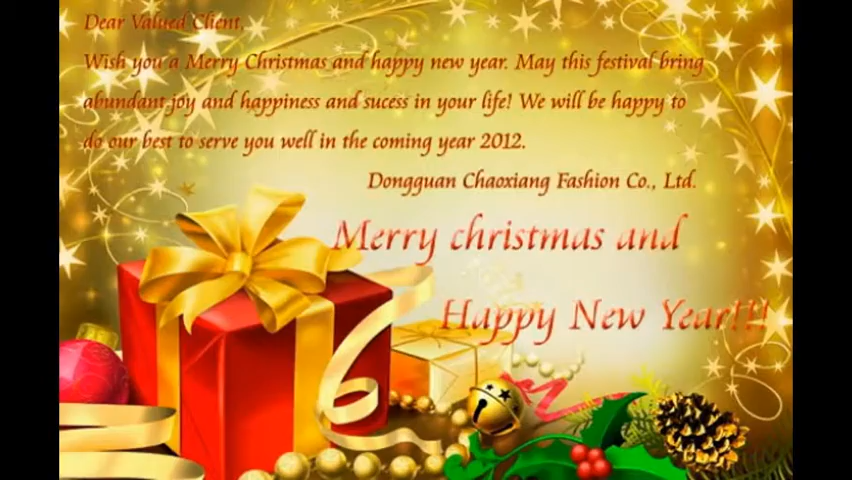 Dear Valued Client,
Wish you a Merry Christmas and happy new year. May this festival bring
abundant joy and happiness and sucess in your life! We will be happy to
do our best to serve you well in the coming year 2012.
Dongguan Chaoxiang Fashion Co., Ltd.
Merry christmas and
Happy New Year!!!